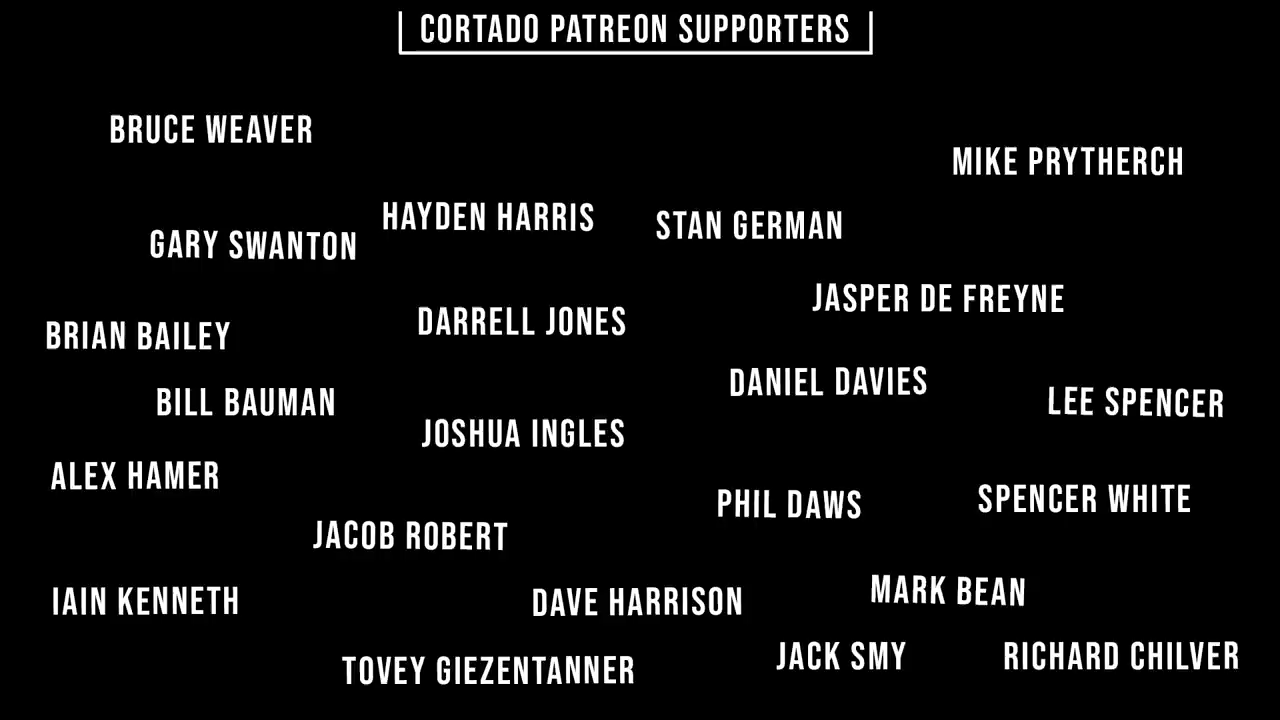 CORTADO PATREON SUPPORTERS
BRUCE WEAVER
MIKE PRYTHERCH
HAYDEN HARRIS
STAN GERMAN
GARY SWANTON
JASPER DE FREYNE
DARRELL JONES
BRIAN BAILEY
DANIEL DAVIES
BILL BAUMAN
LEE SPENCER
JOSHUA INGLES
ALEX HAMER
SPENCER WHITE
PHIL DAWS
JACOB ROBERT
MARK BEAN
IAIN KENNETH
DAVE HARRISON
JACK SMY
RICHARD CHILVER
TOVEY GIEZENTANNER